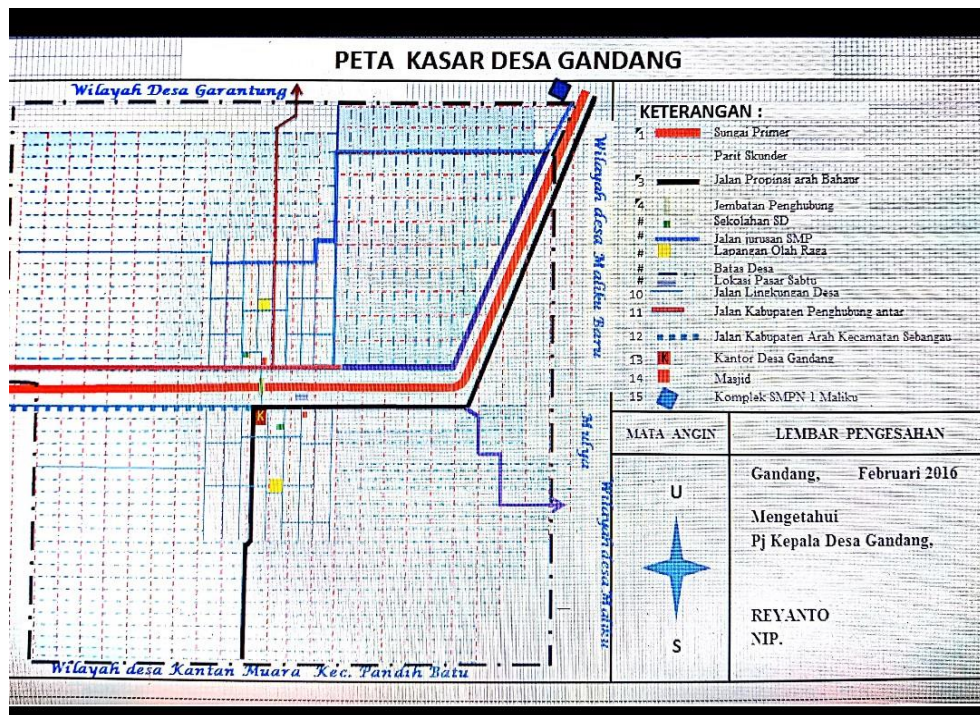 PETA KASAR DESA GANDANG
Wilayah Desa Garantung
Wilayah desa Maliku Baru
Mulya
Wilayah desa Maliku
Wilayah desa Kantan Muara Kec. Pandih Batu
K
KETERANGAN :
1 Sungai Primer
Parit Skunder
3 Jalan Propinsi arah Bahaur
4 Jembatan Penghubung
# Sekolahan SD
# Jalan jurusan SMP
# Lapangan Olah Raga
# Batas Desa
# Lokasi Pasar Sabtu
10 Jalan Lingkungan Desa
11 Jalan Kabupaten Penghubung antar
12 Jalan Kabupaten Arah Kecamatan Sebangau
13 K Kantor Desa Gandang
14 Masjid
15 Komplek SMPN 1 Maliku
MATA ANGIN
U
S
LEMBAR PENGESAHAN
Gandang, Februari 2016
Mengetahui
Pj Kepala Desa Gandang,
REYANTO
NIP.